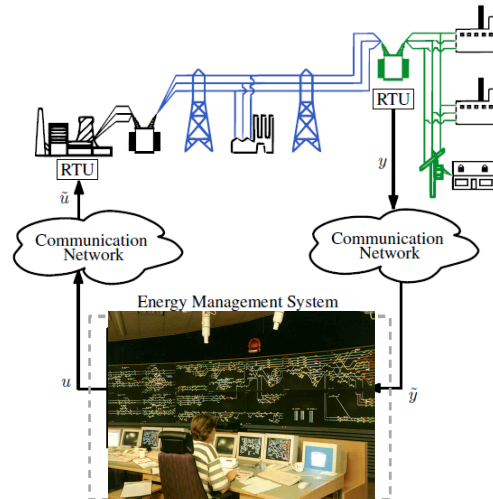 RTU
RTU
y
ũ
Communication
Network
Communication
Network
Energy Management System
u
ỹ